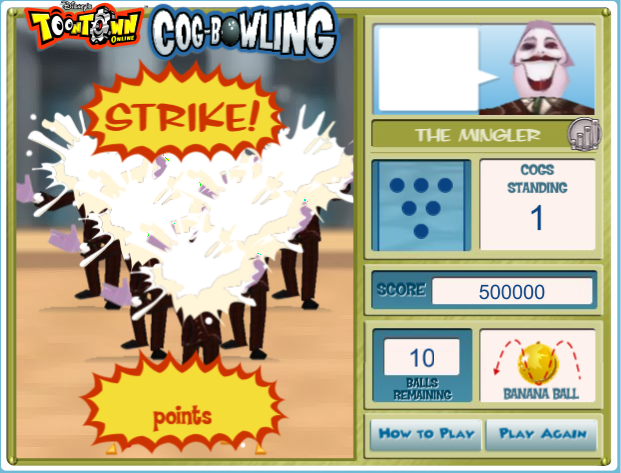 Disney's
TOONTOWN
ONLINE
COG-BOWLING
STRIKE!
THE MINGLER
COGS
STANDING
1
SCORE 500000
10
BALLS
REMAINING
BANANA BALL
points
HOW TO PLAY
PLAY AGAIN